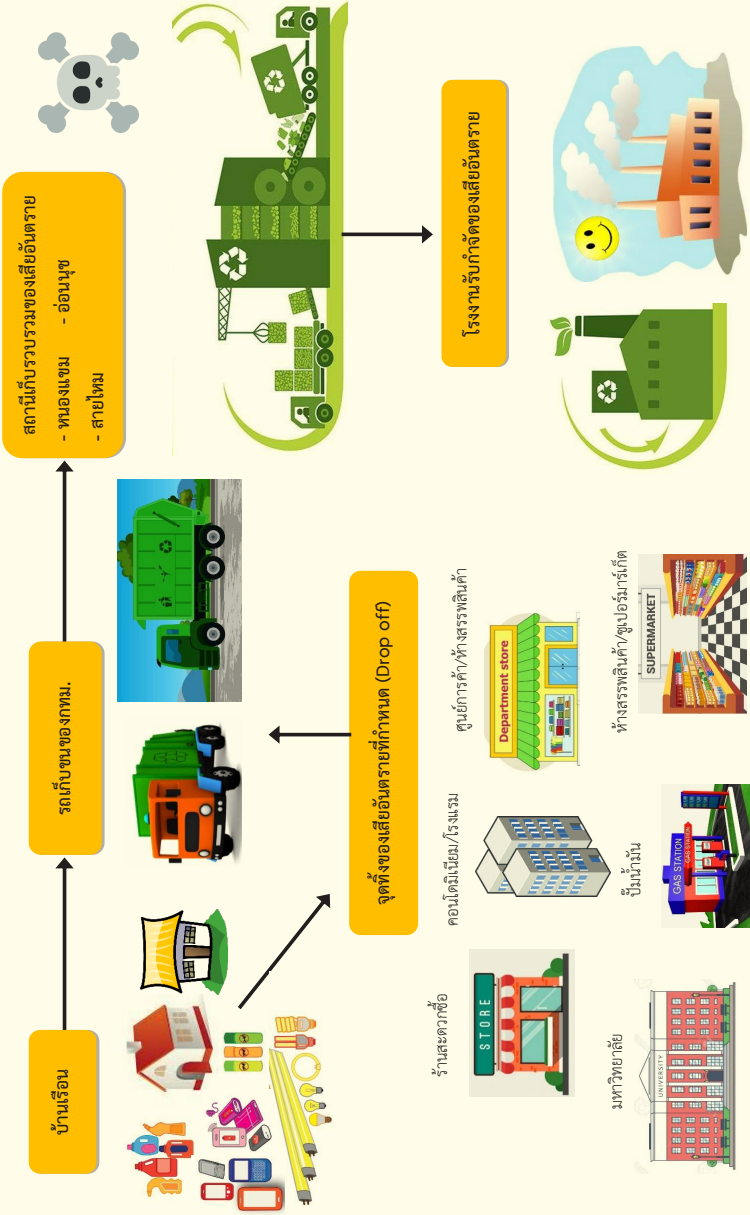 บ้านเรือน
รถเก็บขนของกทม.
สถานีเก็บรวบรวมของเสียอันตราย
- หนองแขม - อ่อนนุช
- สายไหม
จุดทิ้งของเสียอันตรายที่กำหนด (Drop off)
โรงงานรับกำจัดของเสียอันตราย
ร้านสะดวกซื้อ
STORE
คอนโดมิเนียม/โรงแรม
ศูนย์การค้า/ห้างสรรพสินค้า
Department store
มหาวิทยาลัย
UNIVERSITY
ปั๊มน้ำมัน
GAS STATION
GAS STATION
ห้างสรรพสินค้า/ซูเปอร์มาร์เก็ต
SUPERMARKET